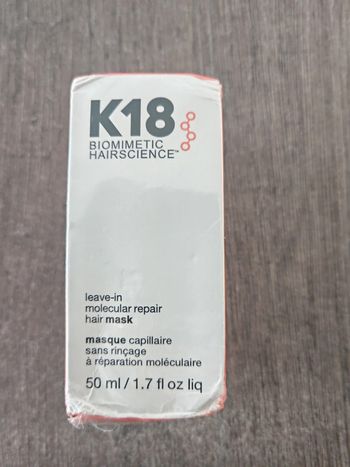 K18
BIOMIMETIC
HAIRSCIENCE™
leave-in
molecular repair
hair mask
masque capillaire
sans rinçage
à réparation moléculaire
50 ml / 1.7 fl oz liq